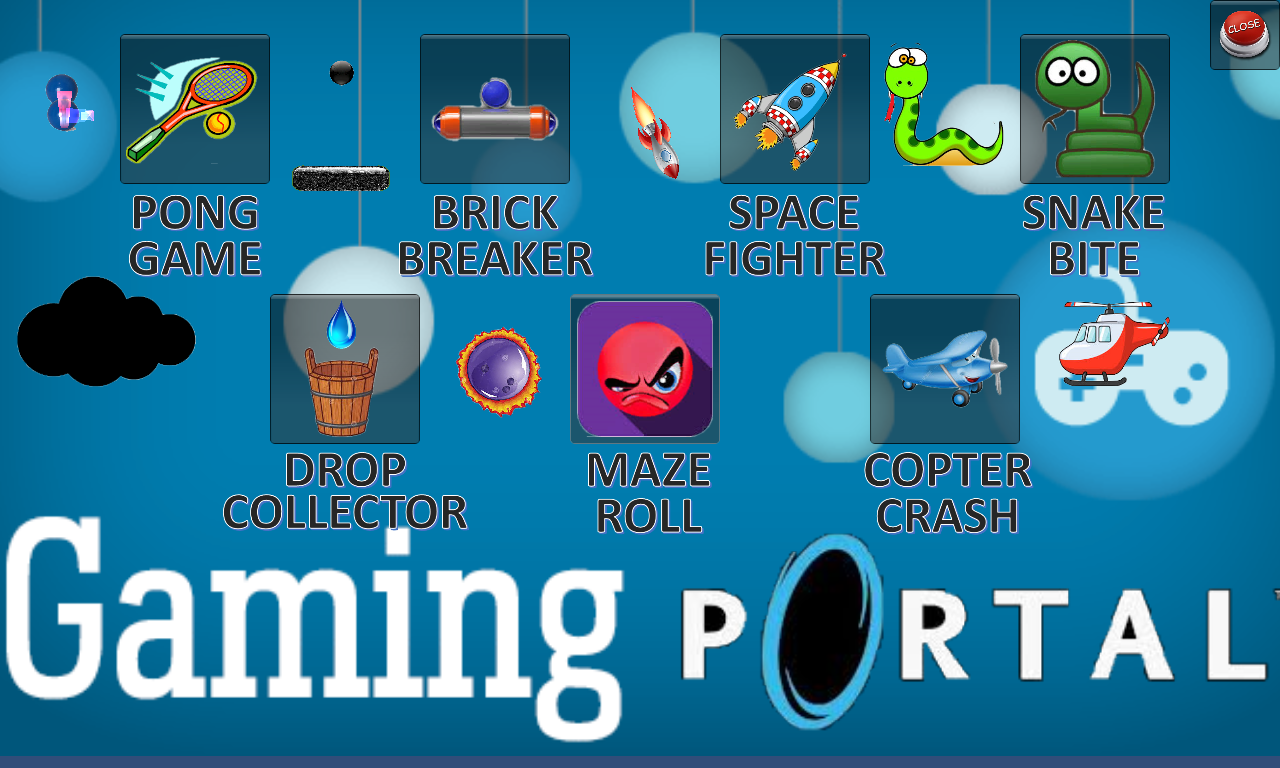 CLOSE
PONG
GAME
BRICK
BREAKER
SPACE
FIGHTER
SNAKE
BITE
DROP
COLLECTOR
MAZE
ROLL
COPTER
CRASH
Gaming PORTAL